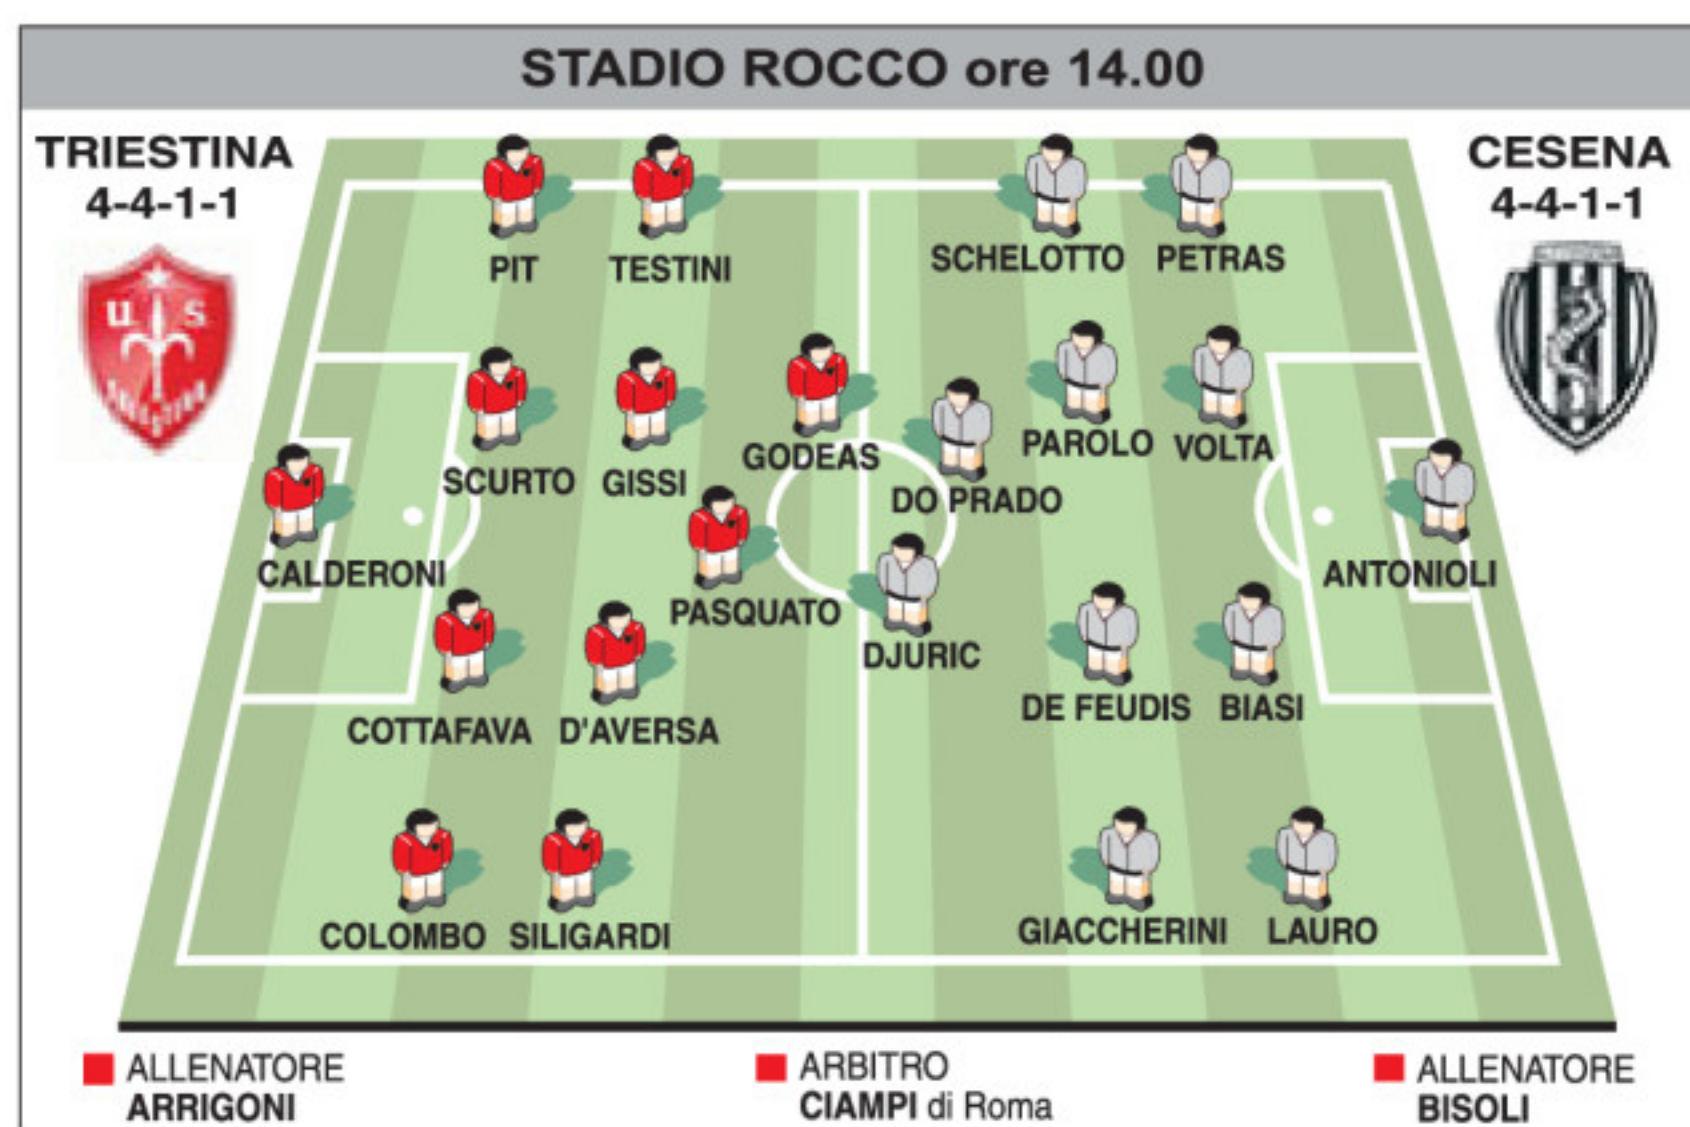 STADIO ROCCO ore 14.00
TRIESTINA
4-4-1-1
CESENA
4-4-1-1
U S
PIT
TESTINI
SCHELOTTO
PETRAS
SCURTO
GISSI
GODEAS
DO PRADO
PAROLO
VOLTA
CALDERONI
PASQUATO
DJURIC
ANTONIOLI
COTTAFAVA
D'AVERSA
DE FEUDIS
BIASI
COLOMBO
SILIGARDI
GIACCHERINI
LAURO
ALLENATORE
ARRIGONI
ARBITRO
CIAMPI di Roma
ALLENATORE
BISOLI